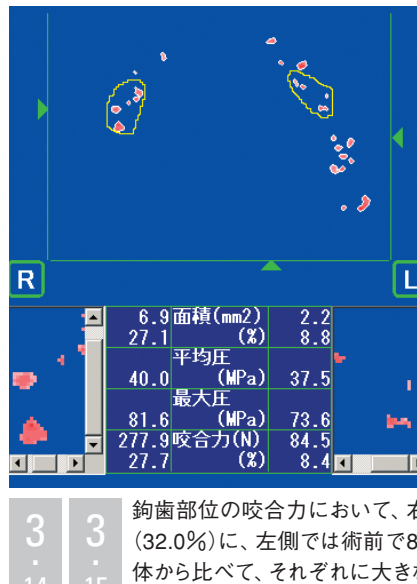 R
L
6.9 面積(mm2) 2.2
27.1 (%) 8.8
平均圧
40.0 (MPa) 37.5
最大圧
81.6 (MPa) 73.6
277.9 咬合力(N) 84.5
27.7 (%) 8.4
3・14
3・15
鉤歯部位の咬合力において、右
(32.0%)に、左側では術前で8
体から比べて、それぞれに大き